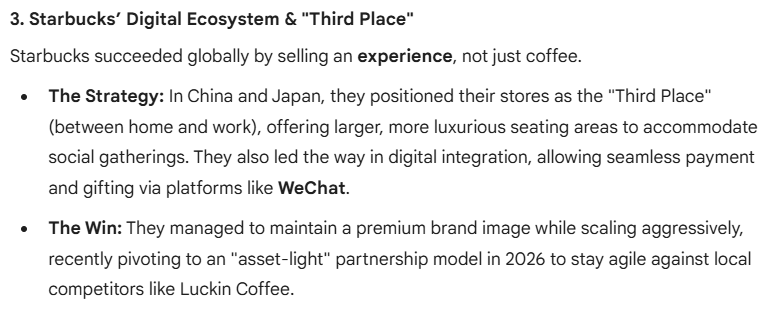 3. Starbucks’ Digital Ecosystem & "Third Place"
Starbucks succeeded globally by selling an experience, not just coffee.
• The Strategy: In China and Japan, they positioned their stores as the "Third Place"
(between home and work), offering larger, more luxurious seating areas to accommodate
social gatherings. They also led the way in digital integration, allowing seamless payment
and gifting via platforms like WeChat.
• The Win: They managed to maintain a premium brand image while scaling aggressively,
recently pivoting to an "asset-light" partnership model in 2026 to stay agile against local
competitors like Luckin Coffee.